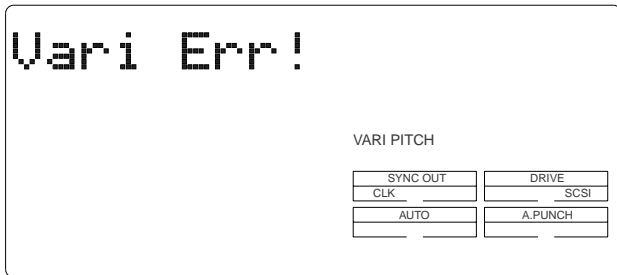 Vari Err!
VARI PITCH
SYNC OUT DRIVE
CLK SCSI
AUTO A.PUNCH